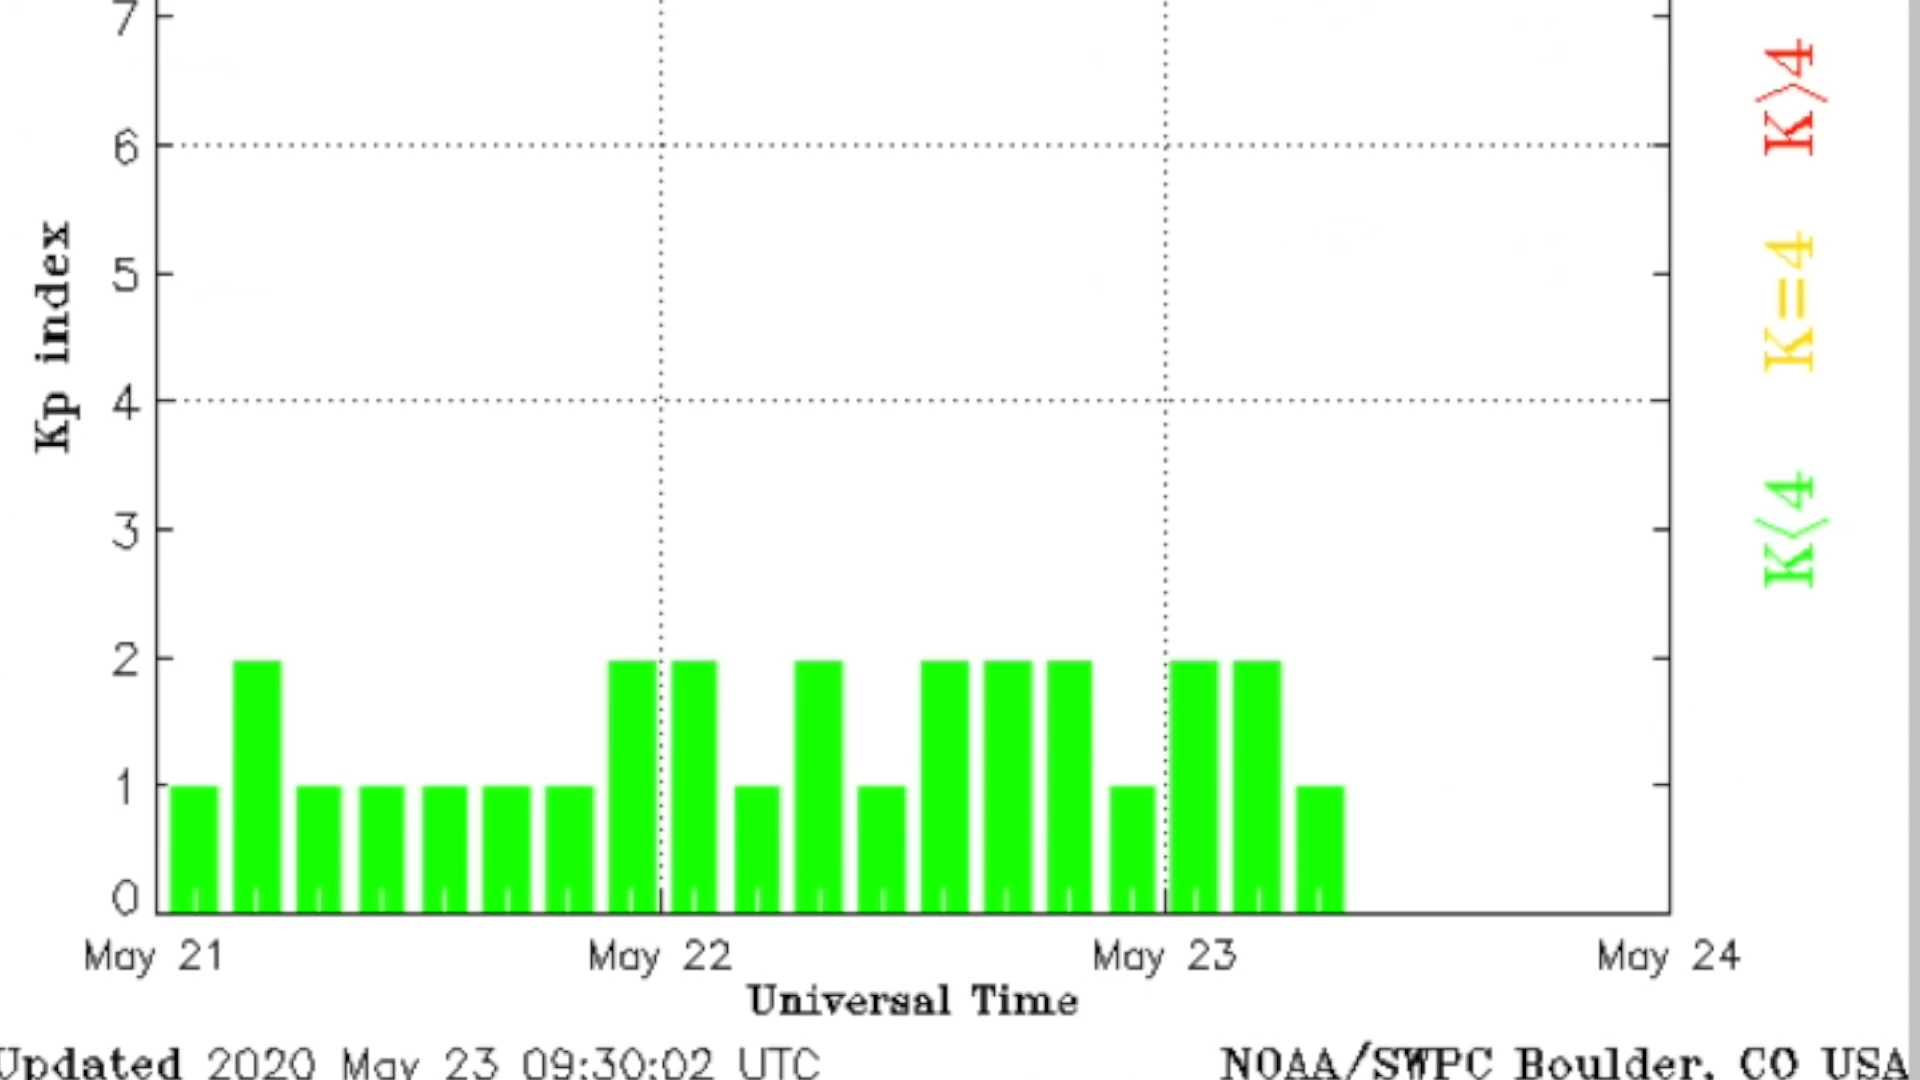 7
K>4
6
5
Kp index
K=4
4
3
K<4
2
1
0
May 21 May 22 May 23 May 24
Universal Time
Updated 2020 May 23 09:30:02 UTC NOAA/SWPC Boulder, CO USA